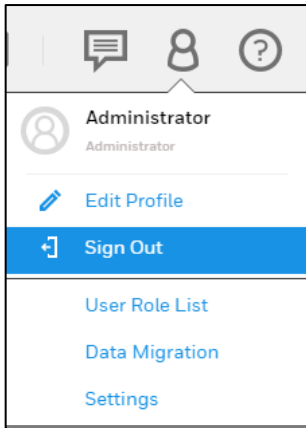 Administrator
Administrator
Edit Profile
Sign Out
User Role List
Data Migration
Settings